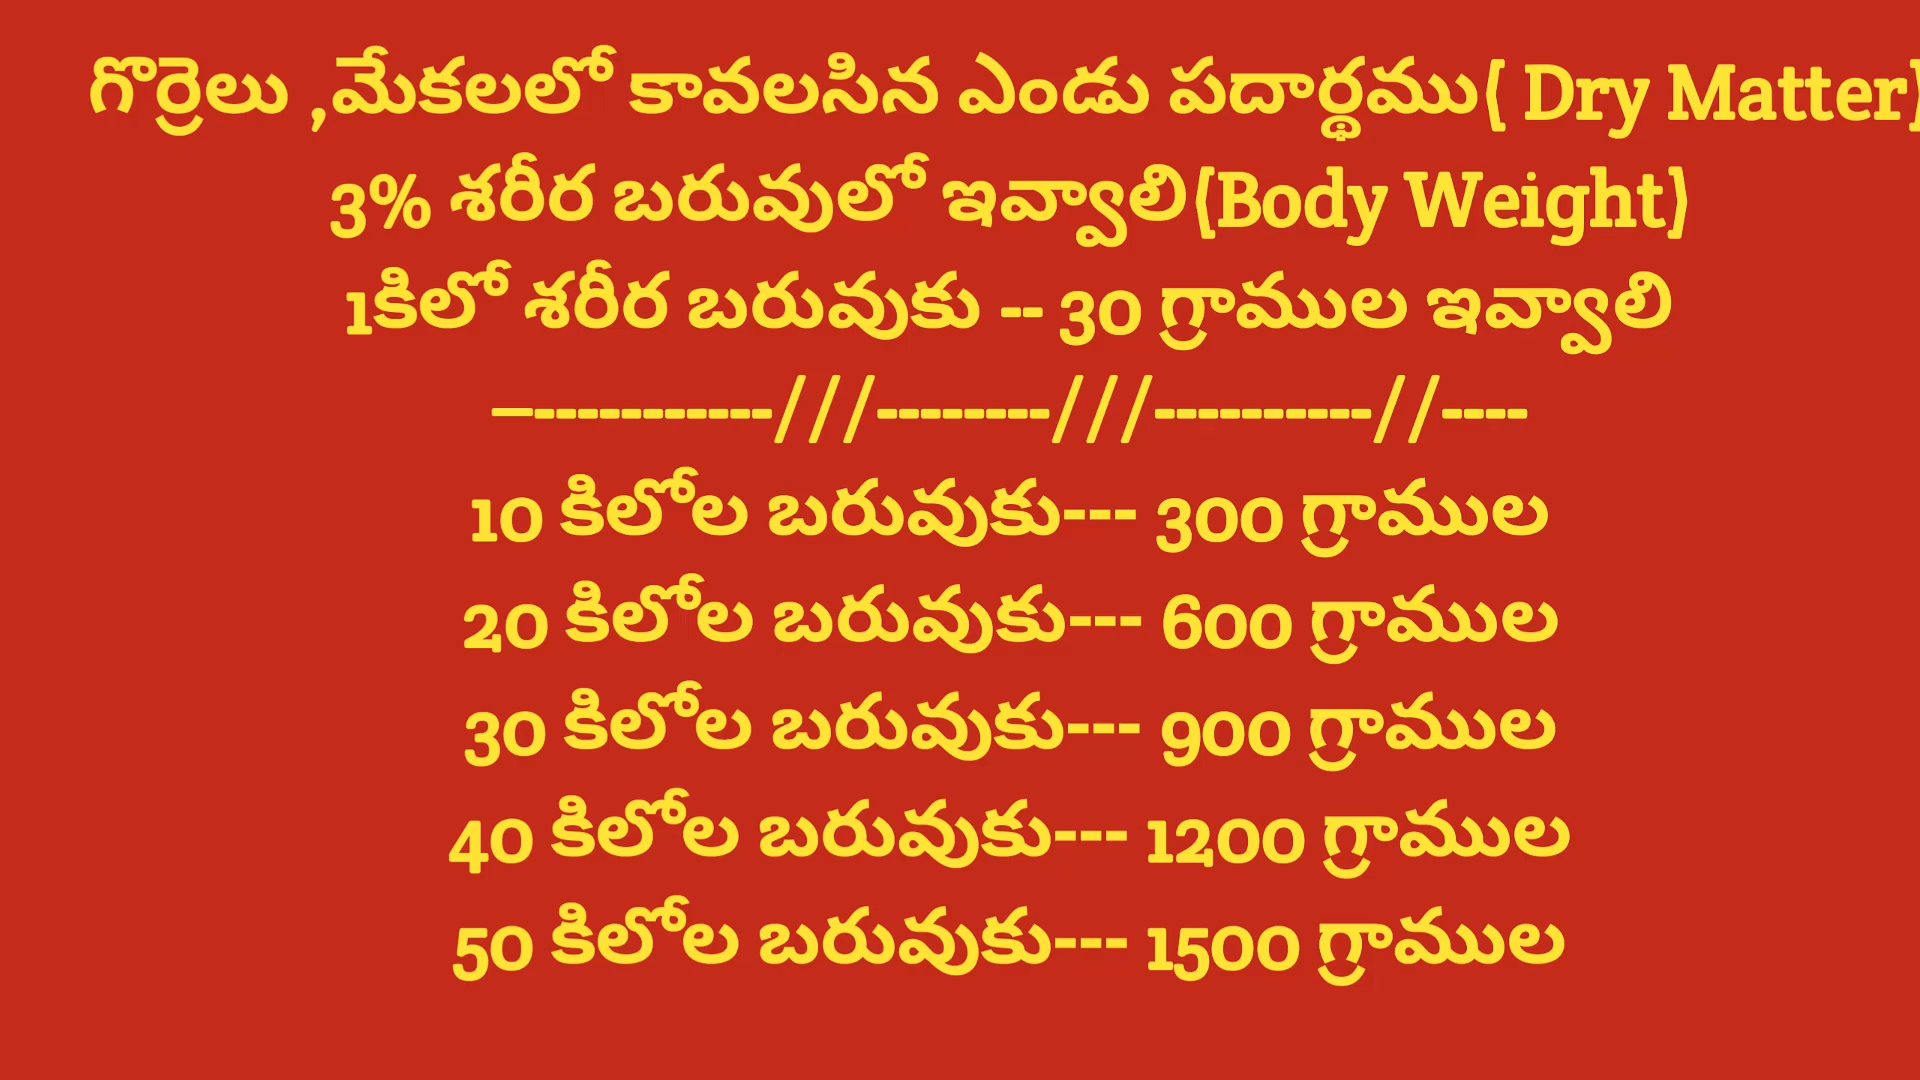 గొర్రెలు ,మేకలలో కావలసిన ఎండు పదార్థము( Dry Matter)
3% శరీర బరువులో ఇవ్వాలి(Body Weight)
1కిలో శరీర బరువుకు -- 30 గ్రాముల ఇవ్వాలి
–-----------///--------///----------//----
10 కిలోల బరువుకు--- 300 గ్రాముల
20 కిలోల బరువుకు--- 600 గ్రాముల
30 కిలోల బరువుకు--- 900 గ్రాముల
40 కిలోల బరువుకు--- 1200 గ్రాముల
50 కిలోల బరువుకు--- 1500 గ్రాముల